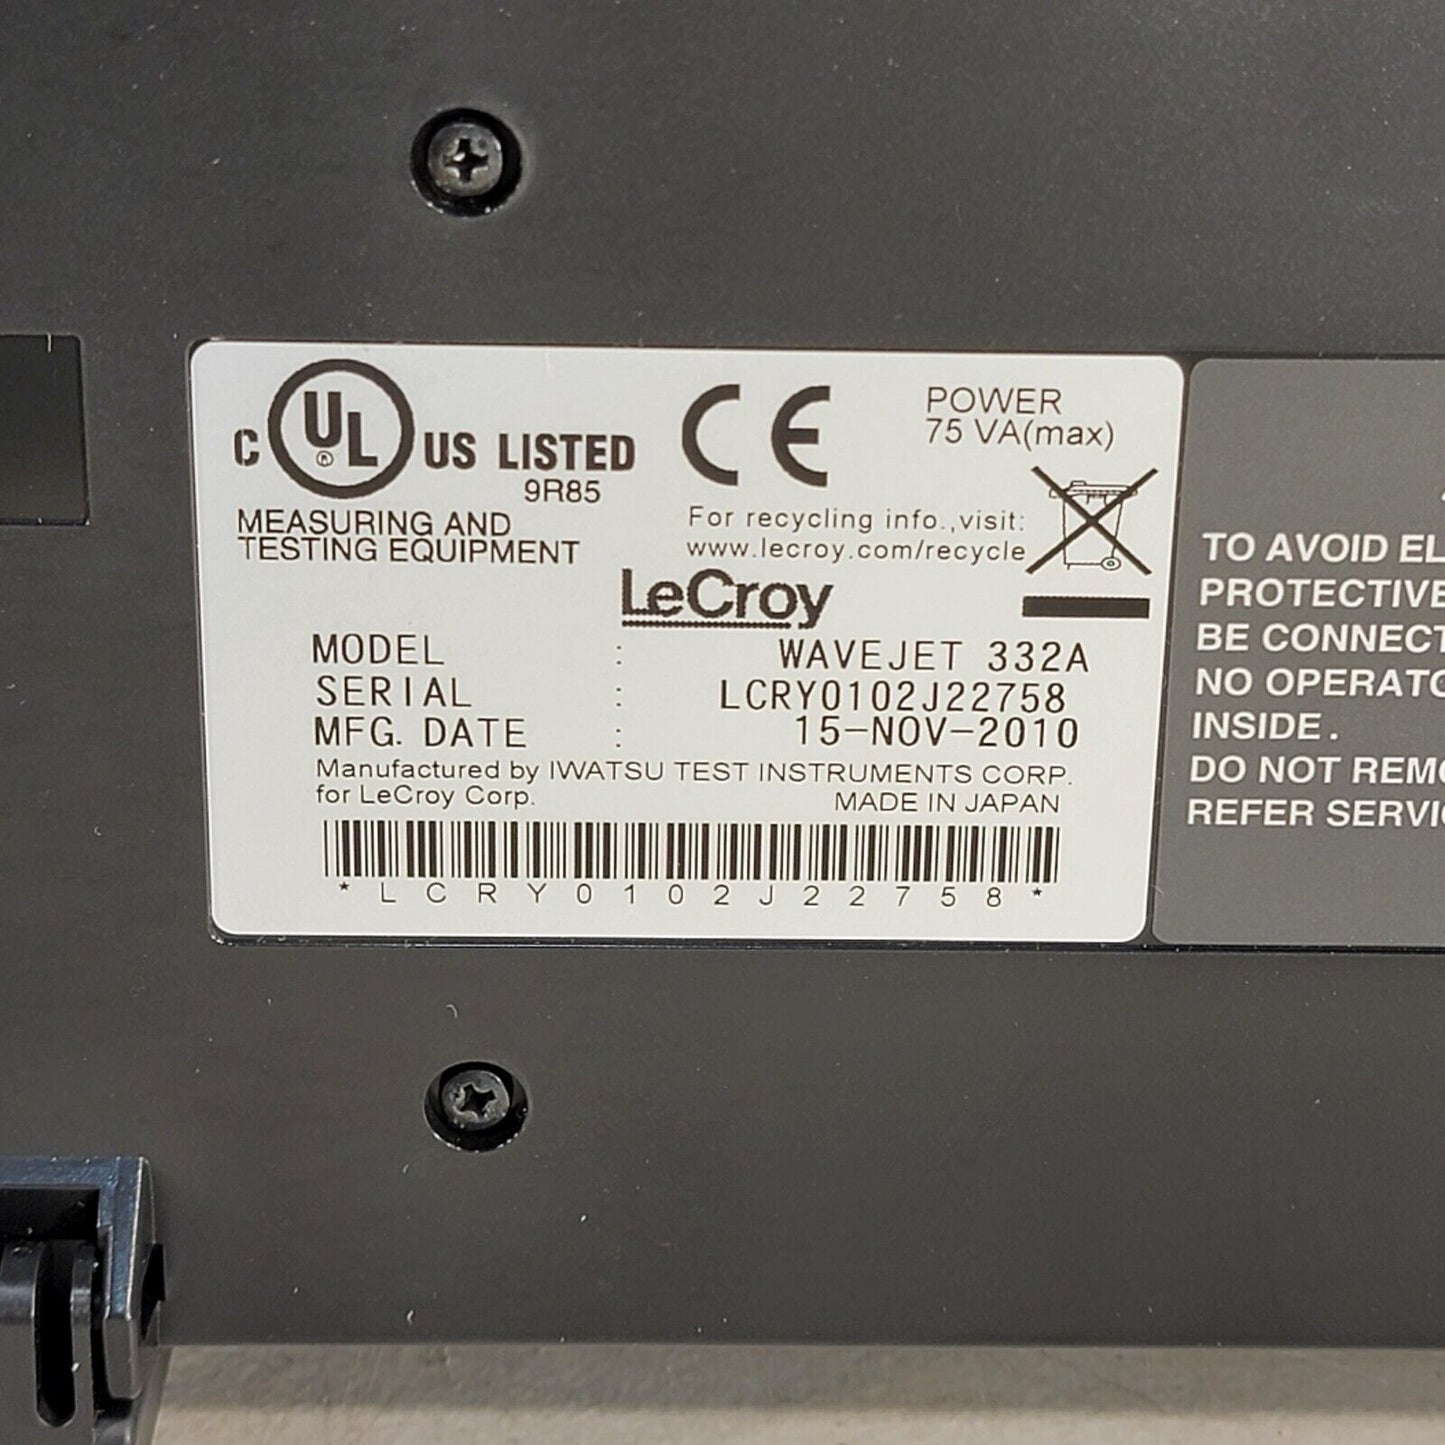 C UL ® US LISTED
9R85
MEASURING AND
TESTING EQUIPMENT
CE
POWER
75 VA(max)
For recycling info.,visit:
www.lecroy.com/recycle
LeCroy
MODEL : WAVEJET 332A
SERIAL : LCRY0102J22758
MFG. DATE : 15-NOV-2010
Manufactured by IWATSU TEST INSTRUMENTS CORP.
for LeCroy Corp. MADE IN JAPAN
*LCRY0102J22758*
TO AVOID EL
PROTECTIVE
BE CONNECT
NO OPERATO
INSIDE.
DO NOT REMO
REFER SERVI